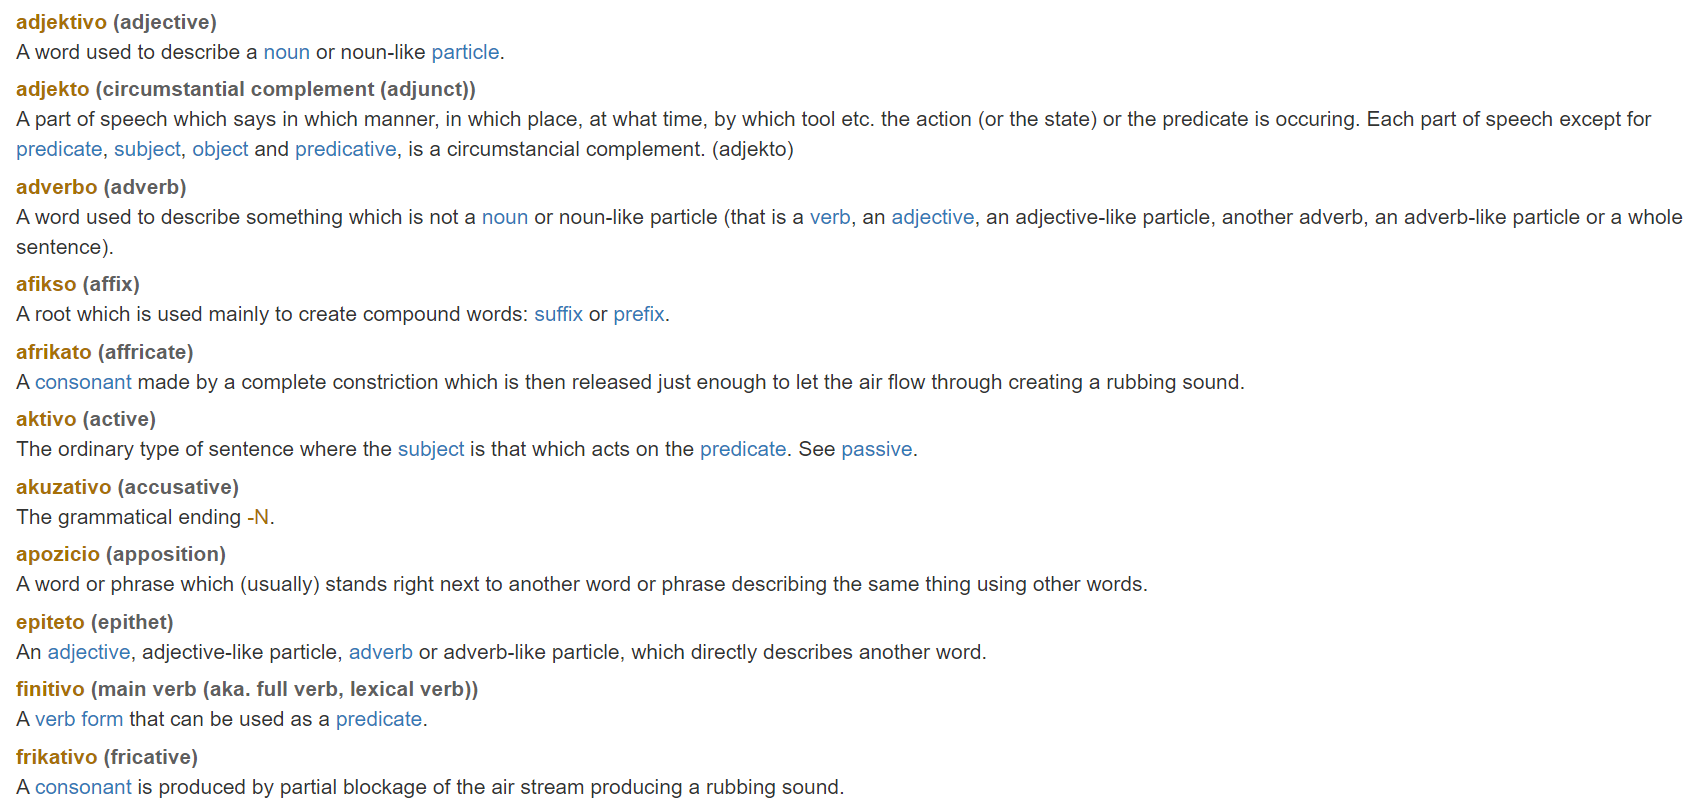 adjektivo (adjective)
A word used to describe a noun or noun-like particle.
adjekto (circumstantial complement (adjunct))
A part of speech which says in which manner, in which place, at what time, by which tool etc. the action (or the state) or the predicate is occuring. Each part of speech except for
predicate, subject, object and predicative, is a circumstancial complement. (adjekto)
adverbo (adverb)
A word used to describe something which is not a noun or noun-like particle (that is a verb, an adjective, an adjective-like particle, another adverb, an adverb-like particle or a whole
sentence).
afikso (affix)
A root which is used mainly to create compound words: suffix or prefix.
afrikato (affricate)
A consonant made by a complete constriction which is then released just enough to let the air flow through creating a rubbing sound.
aktivo (active)
The ordinary type of sentence where the subject is that which acts on the predicate. See passive.
akuzativo (accusative)
The grammatical ending -N.
apozicio (apposition)
A word or phrase which (usually) stands right next to another word or phrase describing the same thing using other words.
epiteto (epithet)
An adjective, adjective-like particle, adverb or adverb-like particle, which directly describes another word.
finitivo (main verb (aka. full verb, lexical verb))
A verb form that can be used as a predicate.
frikativo (fricative)
A consonant is produced by partial blockage of the air stream producing a rubbing sound.